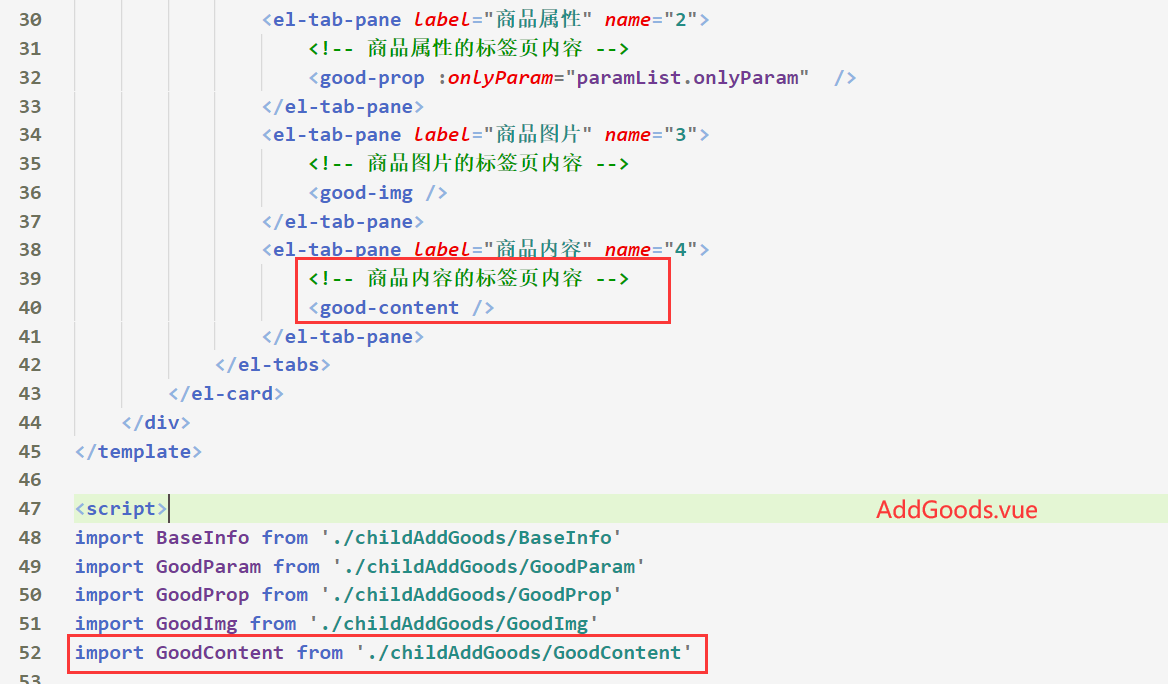 30 <el-tab-pane label="商品属性" name="2">
31 <!-- 商品属性的标签页内容 -->
32 <good-prop :onlyParam="paramList.onlyParam"  />
33 </el-tab-pane>
34 <el-tab-pane label="商品图片" name="3">
35 <!-- 商品图片的标签页内容 -->
36 <good-img />
37 </el-tab-pane>
38 <el-tab-pane label="商品内容" name="4">
39 <!-- 商品内容的标签页内容 -->
40 <good-content />
41 </el-tab-pane>
42 </el-tabs>
43 </el-card>
44 </div>
45 </template>
46
47 <script> AddGoods.vue
48 import BaseInfo from './childAddGoods/BaseInfo'
49 import GoodParam from './childAddGoods/GoodParam'
50 import GoodProp from './childAddGoods/GoodProp'
51 import GoodImg from './childAddGoods/GoodImg'
52 import GoodContent from './childAddGoods/GoodContent'
53